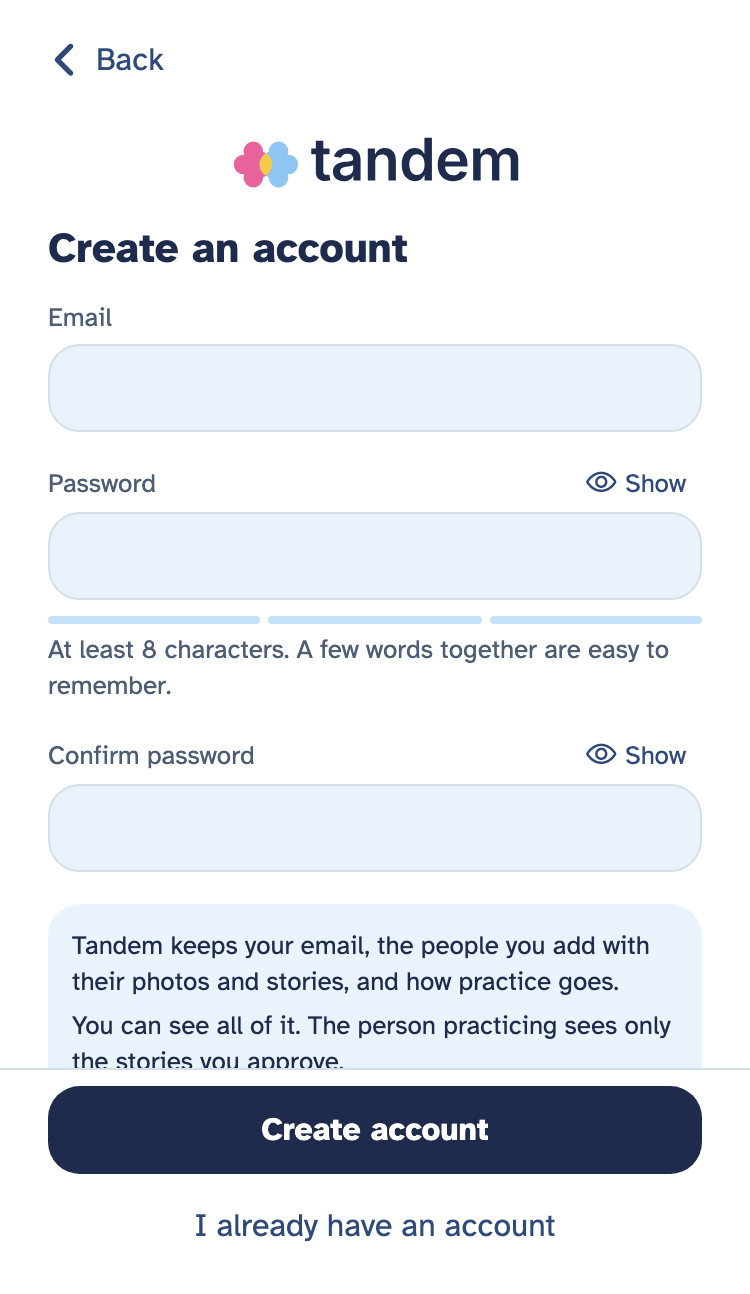 Back
tandem
Create an account
Email
Password
Show
At least 8 characters. A few words together are easy to
remember.
Confirm password
Show
Tandem keeps your email, the people you add with
their photos and stories, and how practice goes.
You can see all of it. The person practicing sees only
the stories you approve.
Create account
I already have an account